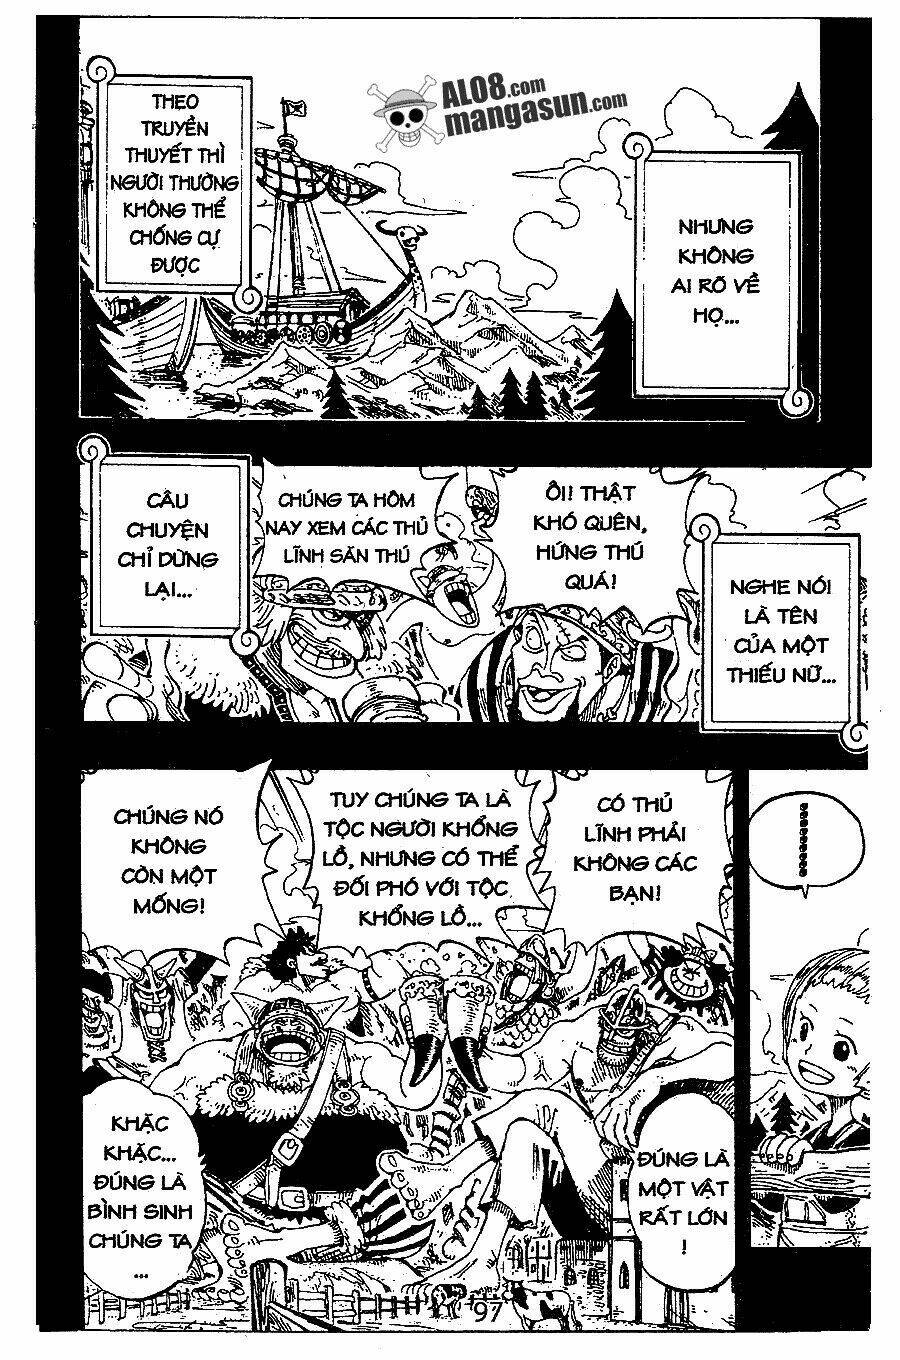 AL08.com
mangasun.com
NHƯNG
KHÔNG
AI RÕ VỀ
HỌ...
THEO
TRUYỀN
THUYẾT THÌ
NGƯỜI THƯỜNG
KHÔNG THỂ
CHỐNG CỰ
ĐƯỢC
NGHE NÓI
LÀ TÊN
CỦA MỘT
THIẾU NỮ...
ÔI! THẬT
KHÓ QUÊN,
HỨNG THÚ
QUÁ!
CHÚNG TA HÔM
NAY XEM CÁC THỦ
LĨNH SĂN THÚ
CÂU
CHUYỆN
CHỈ DỪNG
LẠI...
.........
CÓ THỦ
LĨNH PHẢI
KHÔNG CÁC
BẠN!
TUY CHÚNG TA LÀ
TỘC NGƯỜI KHỔNG
LỒ, NHƯNG CÓ THỂ
ĐỐI PHÓ VỚI TỘC
KHỔNG LỒ...
CHÚNG NÓ
KHÔNG
CÒN MỘT
MỐNG!
ĐÚNG LÀ
MỘT VẬT
RẤT LỚN
!
KHẶC
KHẶC...
ĐÚNG LÀ
BÌNH SINH
CHÚNG TA
...
97